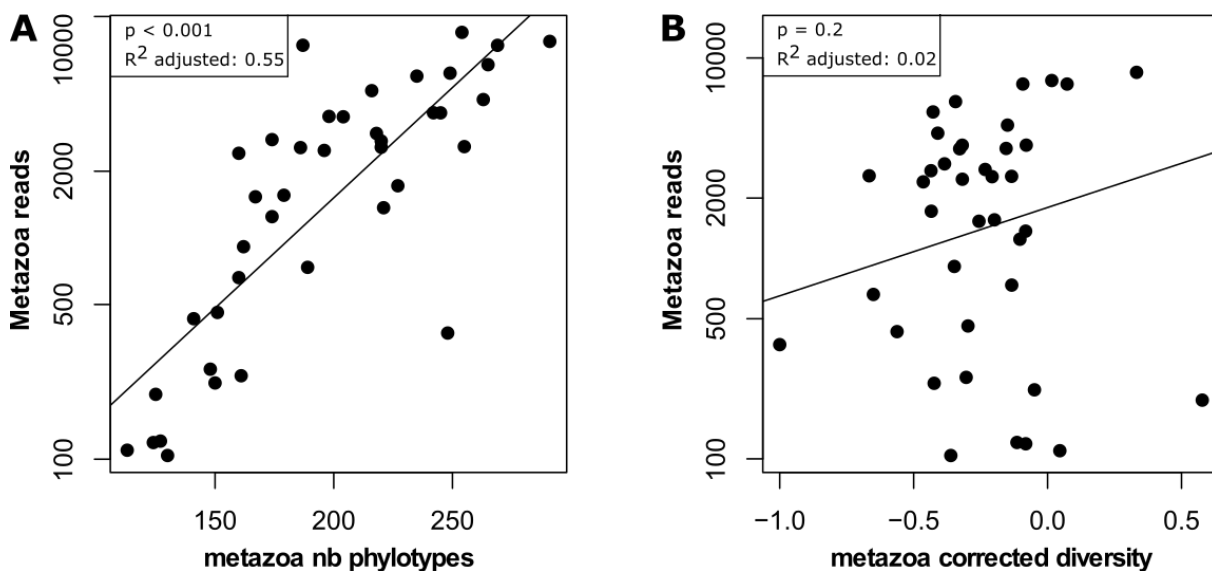 A
p < 0.001
R² adjusted: 0.55
10000
2000
500
100
Metazoa reads
150
200
250
metazoa nb phylotypes
B
p = 0.2
R² adjusted: 0.02
10000
2000
500
100
Metazoa reads
−1.0
−0.5
0.0
0.5
metazoa corrected diversity